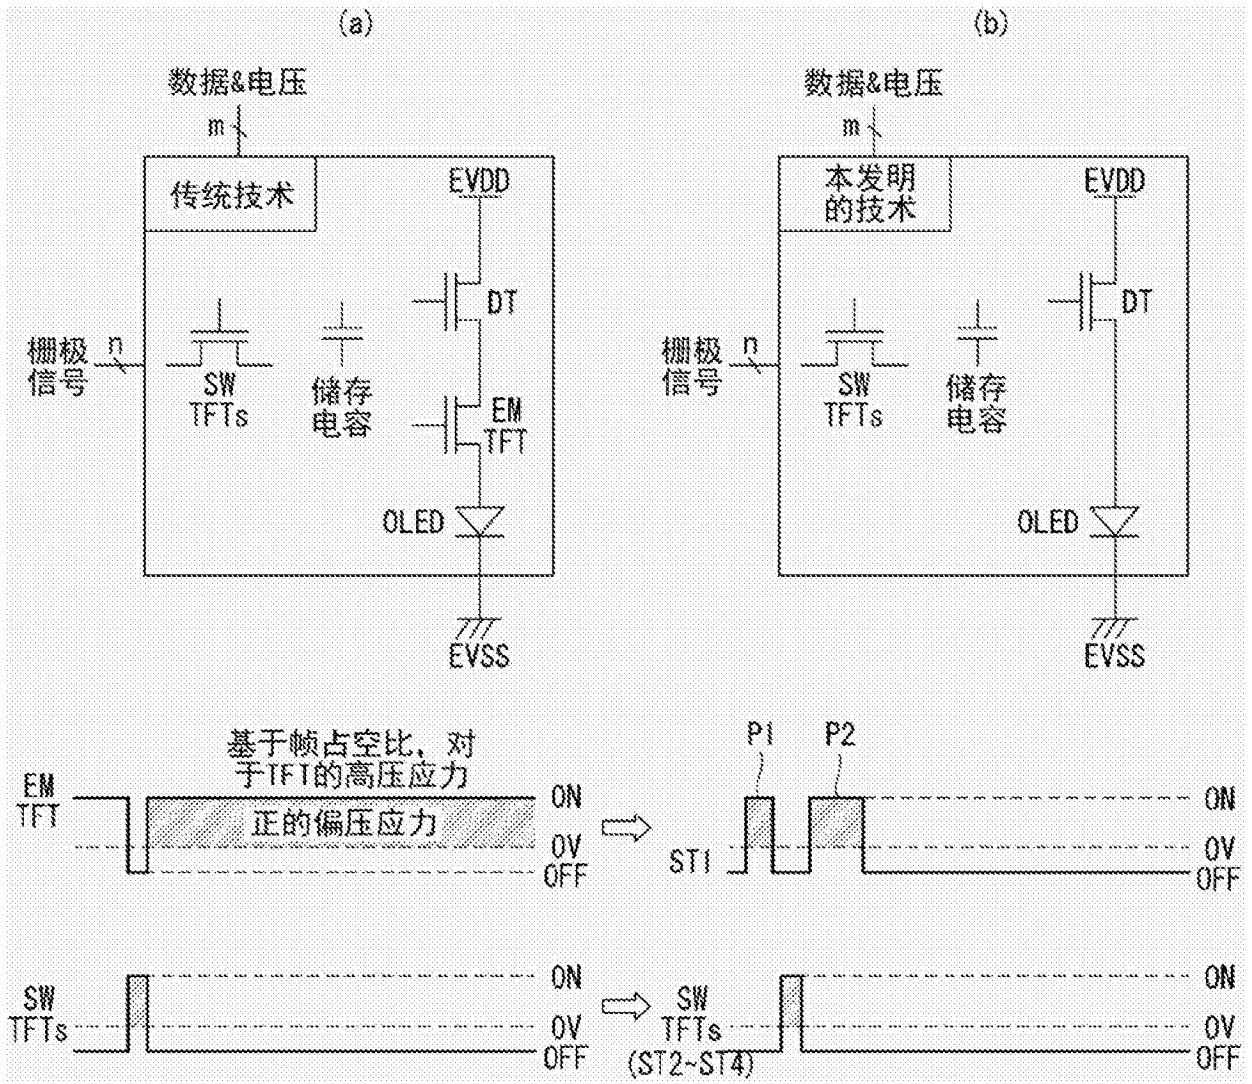 (a)
数据&电压
m
传统技术
EVDD
DT
栅极
信号
n
SW
TFTs
储存
电容
EM
TFT
OLED
EVSS
(b)
数据&电压
m
本发明
的技术
EVDD
DT
栅极
信号
n
SW
TFTs
储存
电容
OLED
EVSS
基于帧占空比，对
于TFT的高压应力
EM
TFT
正的偏压应力
ON
0V
OFF
P1
P2
ST1
ON
0V
OFF
SW
TFTs
ON
0V
OFF
SW
TFTs
(ST2~ST4)
ON
0V
OFF